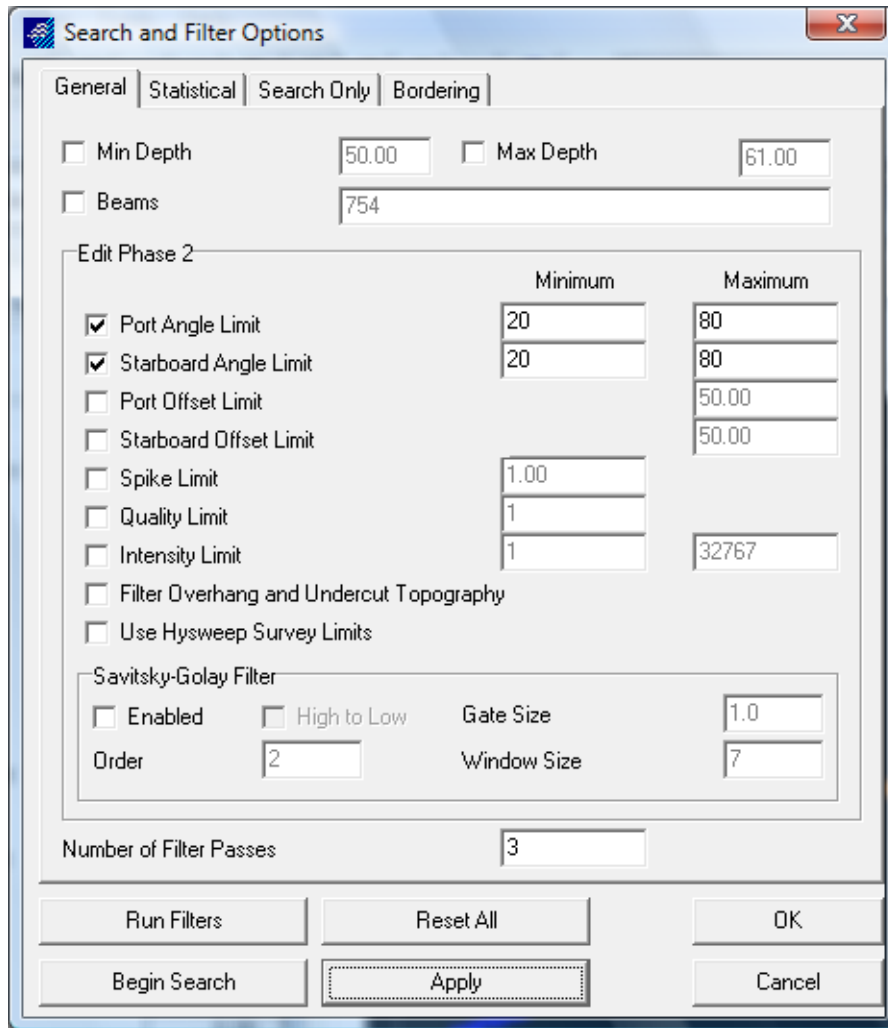 Search and Filter Options
General Statistical Search Only Bordering
Min Depth 50.00 Max Depth 61.00
Beams 754
Edit Phase 2
Minimum Maximum
Port Angle Limit 20 80
Starboard Angle Limit 20 80
Port Offset Limit 50.00
Starboard Offset Limit 50.00
Spike Limit 1.00
Quality Limit 1
Intensity Limit 1 32767
Filter Overhang and Undercut Topography
Use Hysweep Survey Limits
Savitsky-Golay Filter
Enabled High to Low Gate Size 1.0
Order 2 Window Size 7
Number of Filter Passes 3
Run Filters Reset All OK
Begin Search Apply Cancel